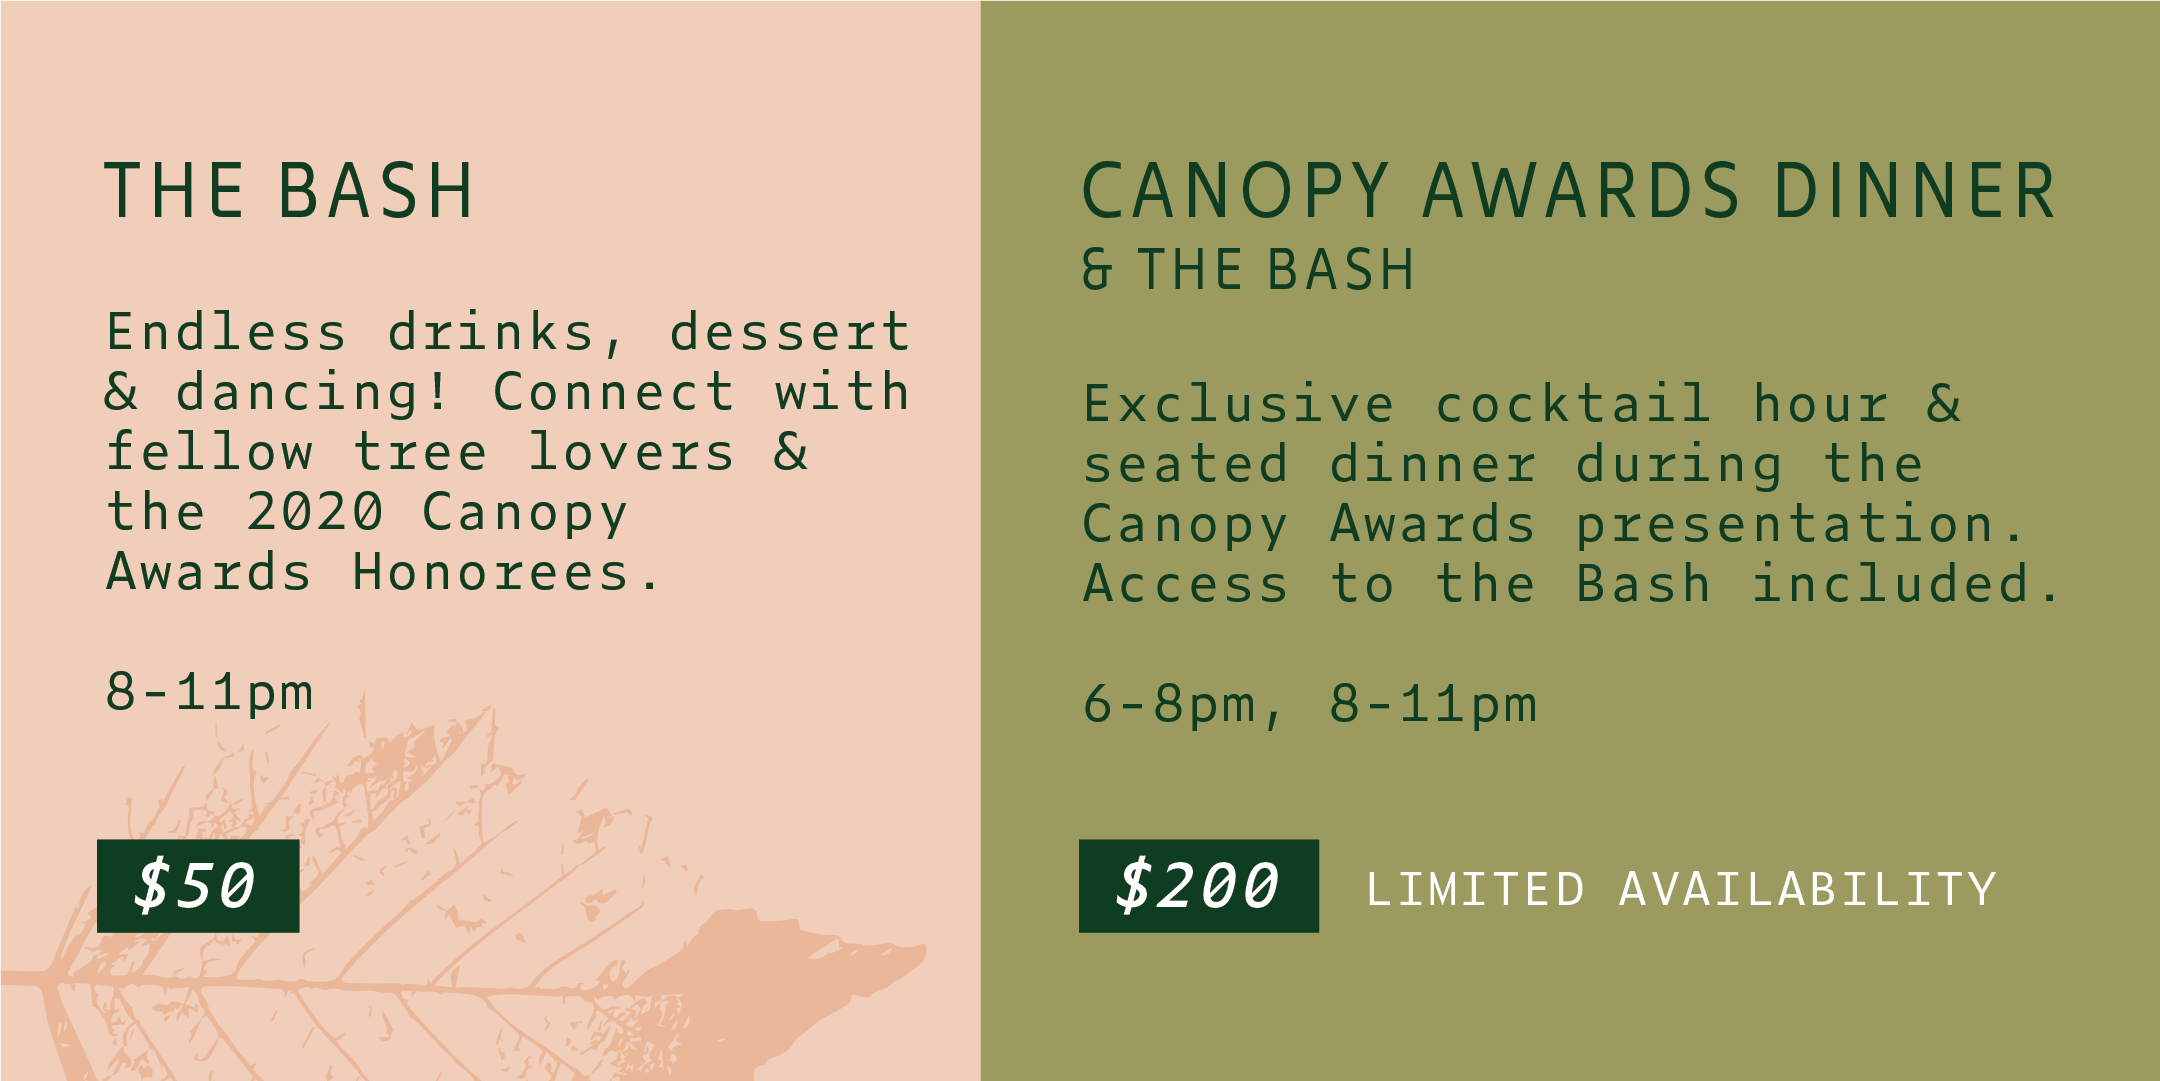 THE BASH
Endless drinks, dessert
& dancing! Connect with
fellow tree lovers &
the 2020 Canopy
Awards Honorees.
8-11pm
$50
CANOPY AWARDS DINNER
& THE BASH
Exclusive cocktail hour &
seated dinner during the
Canopy Awards presentation.
Access to the Bash included.
6-8pm, 8-11pm
$200 LIMITED AVAILABILITY